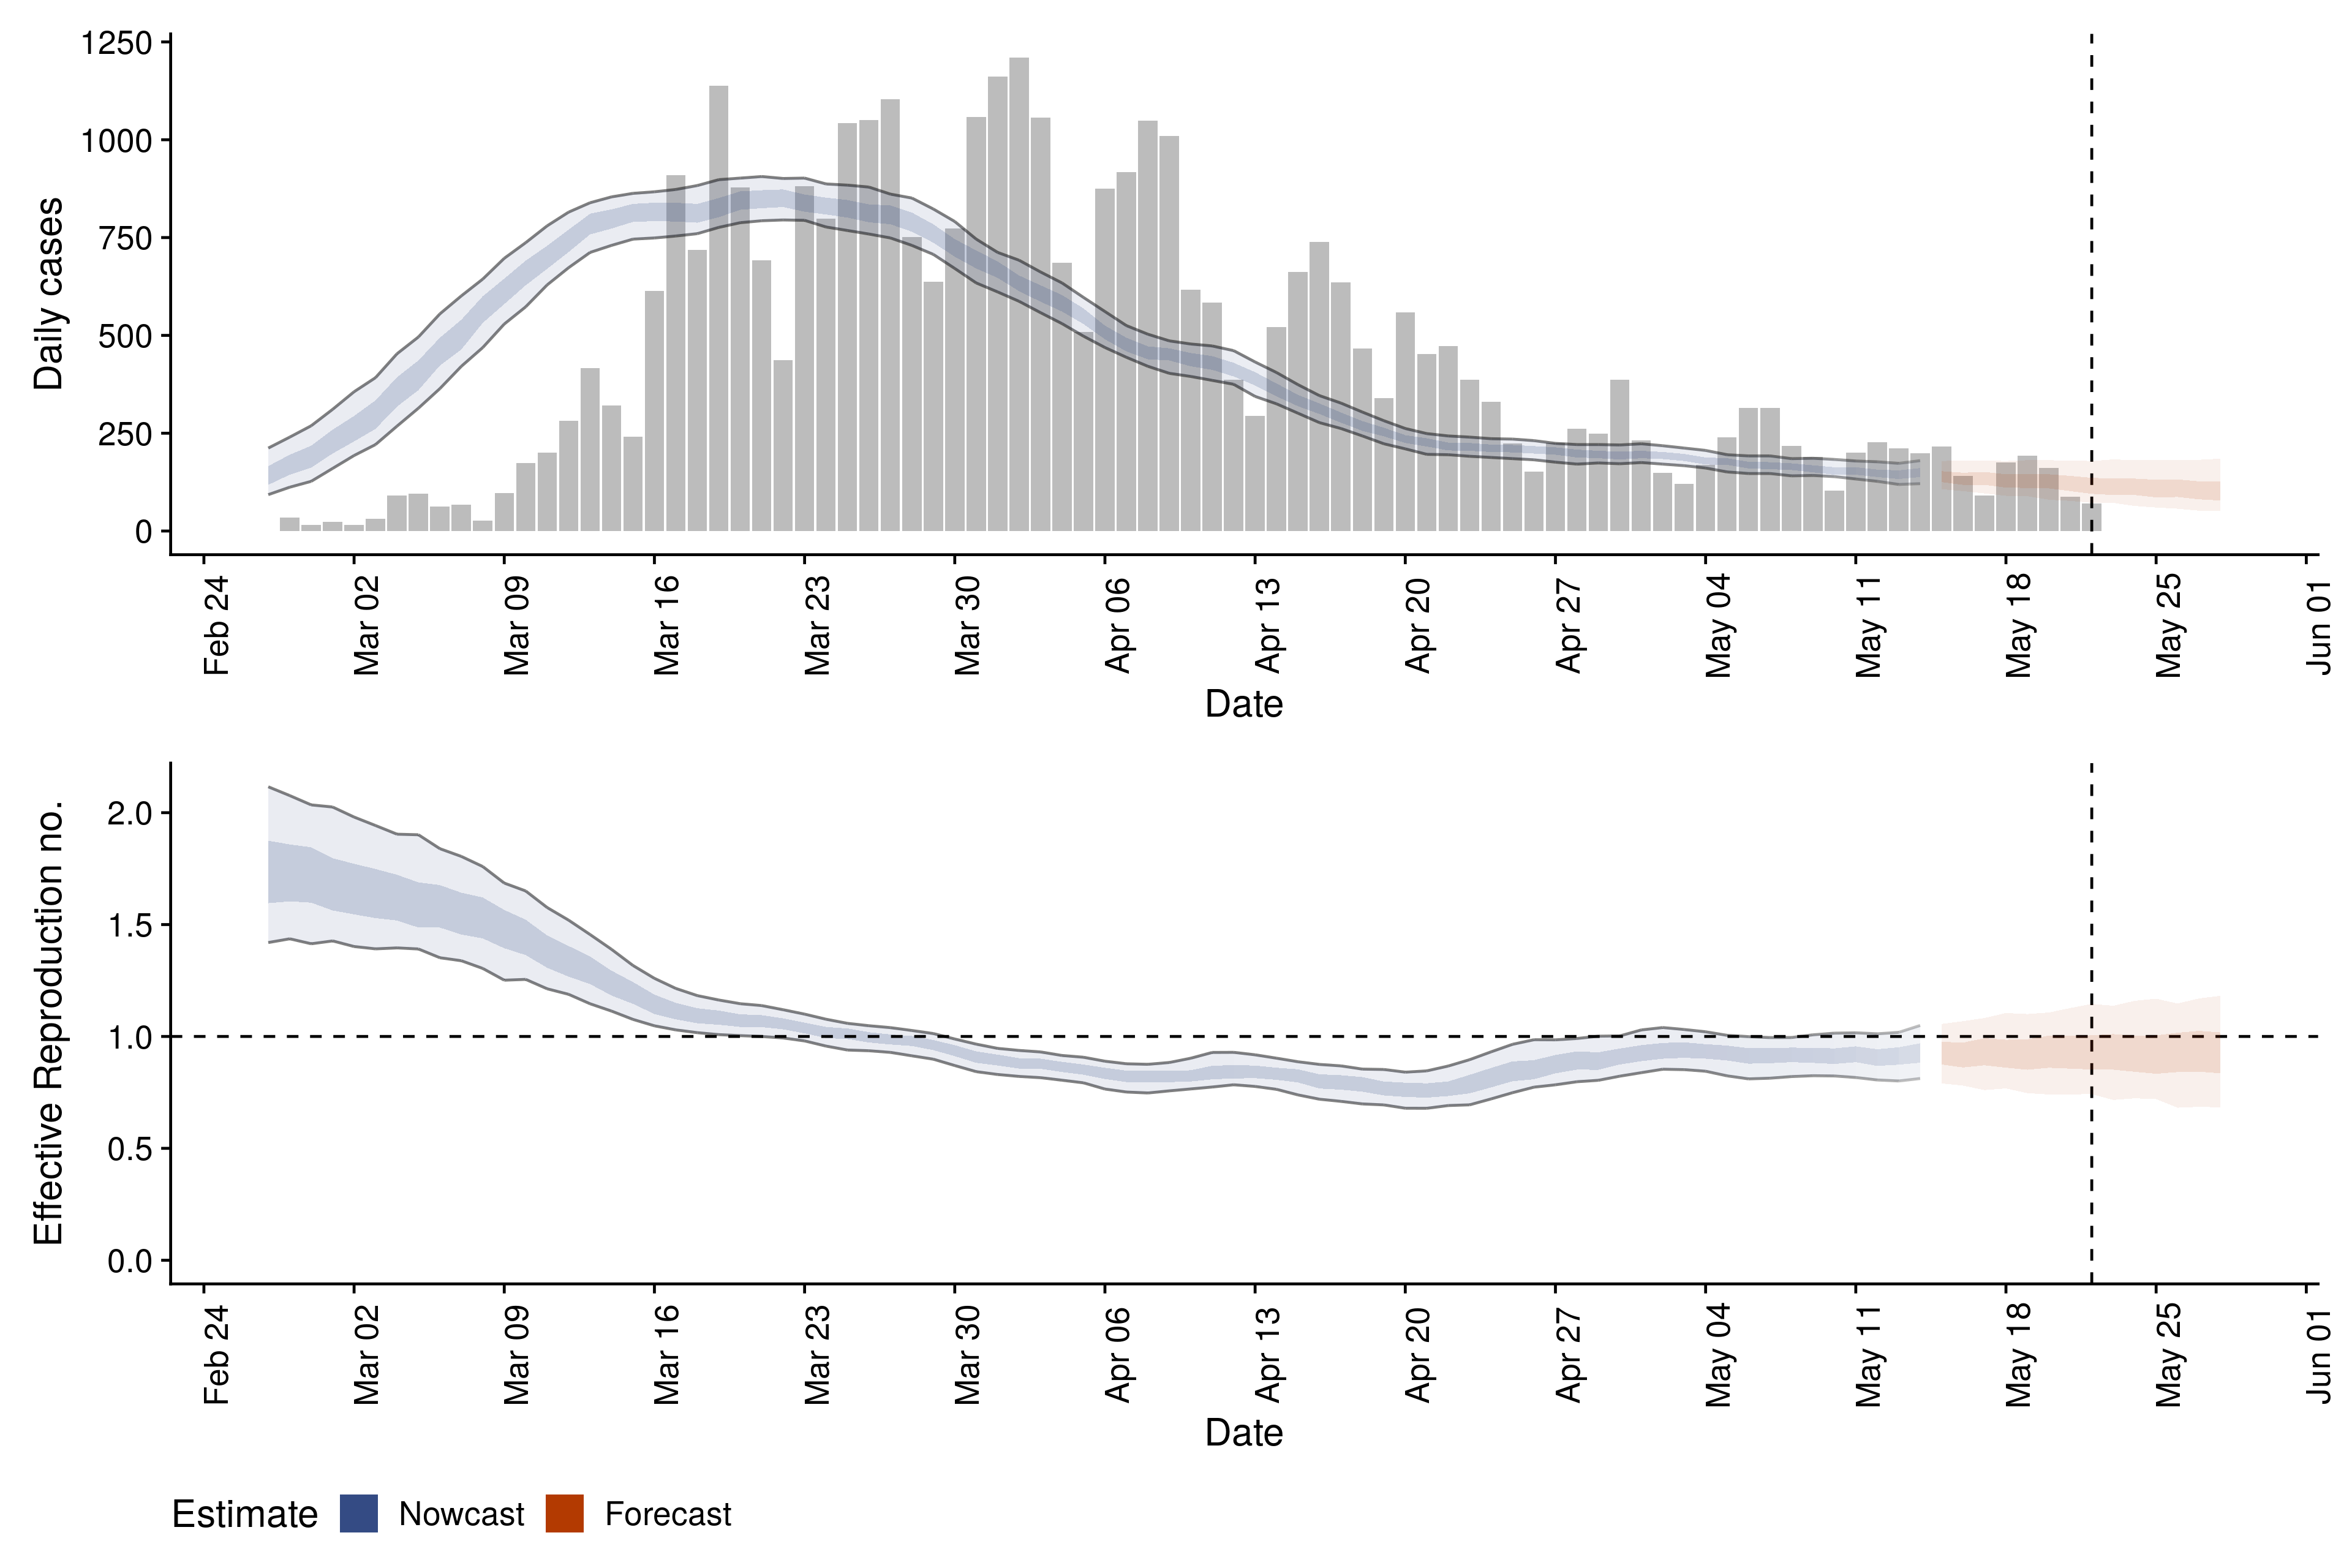 Daily cases
1250
1000
750
500
250
0
Feb 24
Mar 02
Mar 09
Mar 16
Mar 23
Mar 30
Apr 06
Apr 13
Apr 20
Apr 27
May 04
May 11
May 18
May 25
Jun 01
Date
Effective Reproduction no.
2.0
1.5
1.0
0.5
0.0
Feb 24
Mar 02
Mar 09
Mar 16
Mar 23
Mar 30
Apr 06
Apr 13
Apr 20
Apr 27
May 04
May 11
May 18
May 25
Jun 01
Date
Estimate Nowcast Forecast